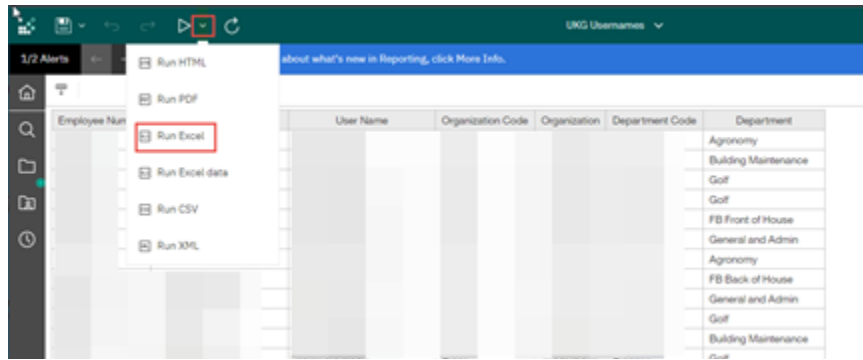 UKG Usernames
1/2 Alerts
about what's new in Reporting, click More Info.
Run HTML
Run PDF
Run Excel
Run Excel data
Run CSV
Run XML
Employee Num User Name Organization Code Organization Department Code Department
Agronomy
Building Maintenance
Golf
Golf
FB Front of House
General and Admin
Agronomy
FB Back of House
General and Admin
Golf
Building Maintenance
Golf